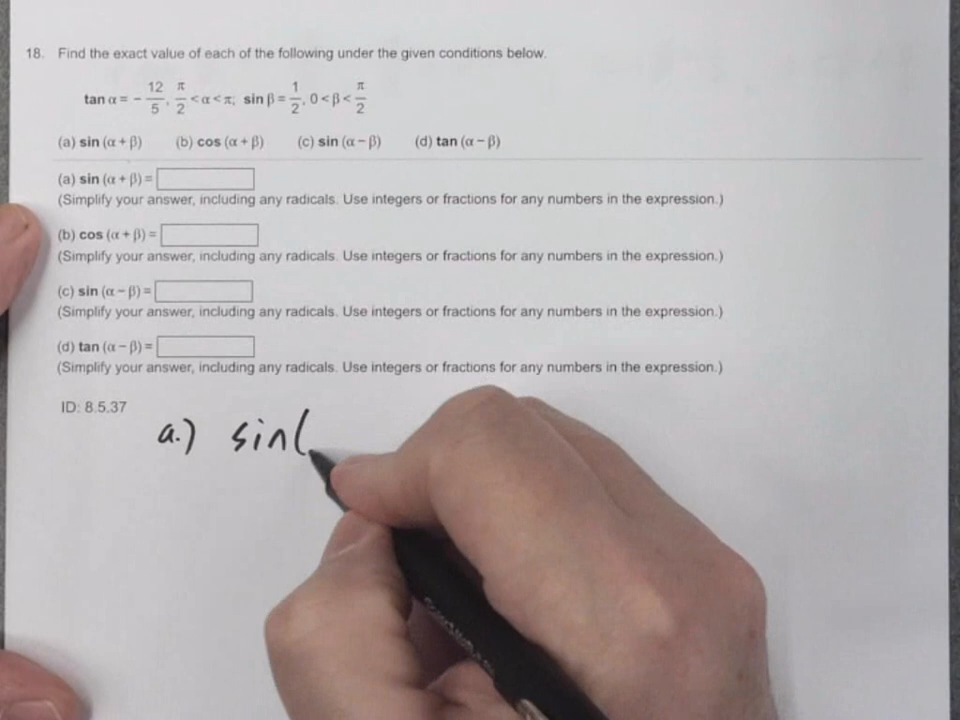 18. Find the exact value of each of the following under the given conditions below.
tan α = − 12/5, π/2 < α < π; sin β = 1/2, 0 < β < π/2
(a) sin (α + β) (b) cos (α + β) (c) sin (α − β) (d) tan (α − β)
(a) sin (α + β) =
(Simplify your answer, including any radicals. Use integers or fractions for any numbers in the expression.)
(b) cos (α + β) =
(Simplify your answer, including any radicals. Use integers or fractions for any numbers in the expression.)
(c) sin (α − β) =
(Simplify your answer, including any radicals. Use integers or fractions for any numbers in the expression.)
(d) tan (α − β) =
(Simplify your answer, including any radicals. Use integers or fractions for any numbers in the expression.)
ID: 8.5.37
a.) sin(